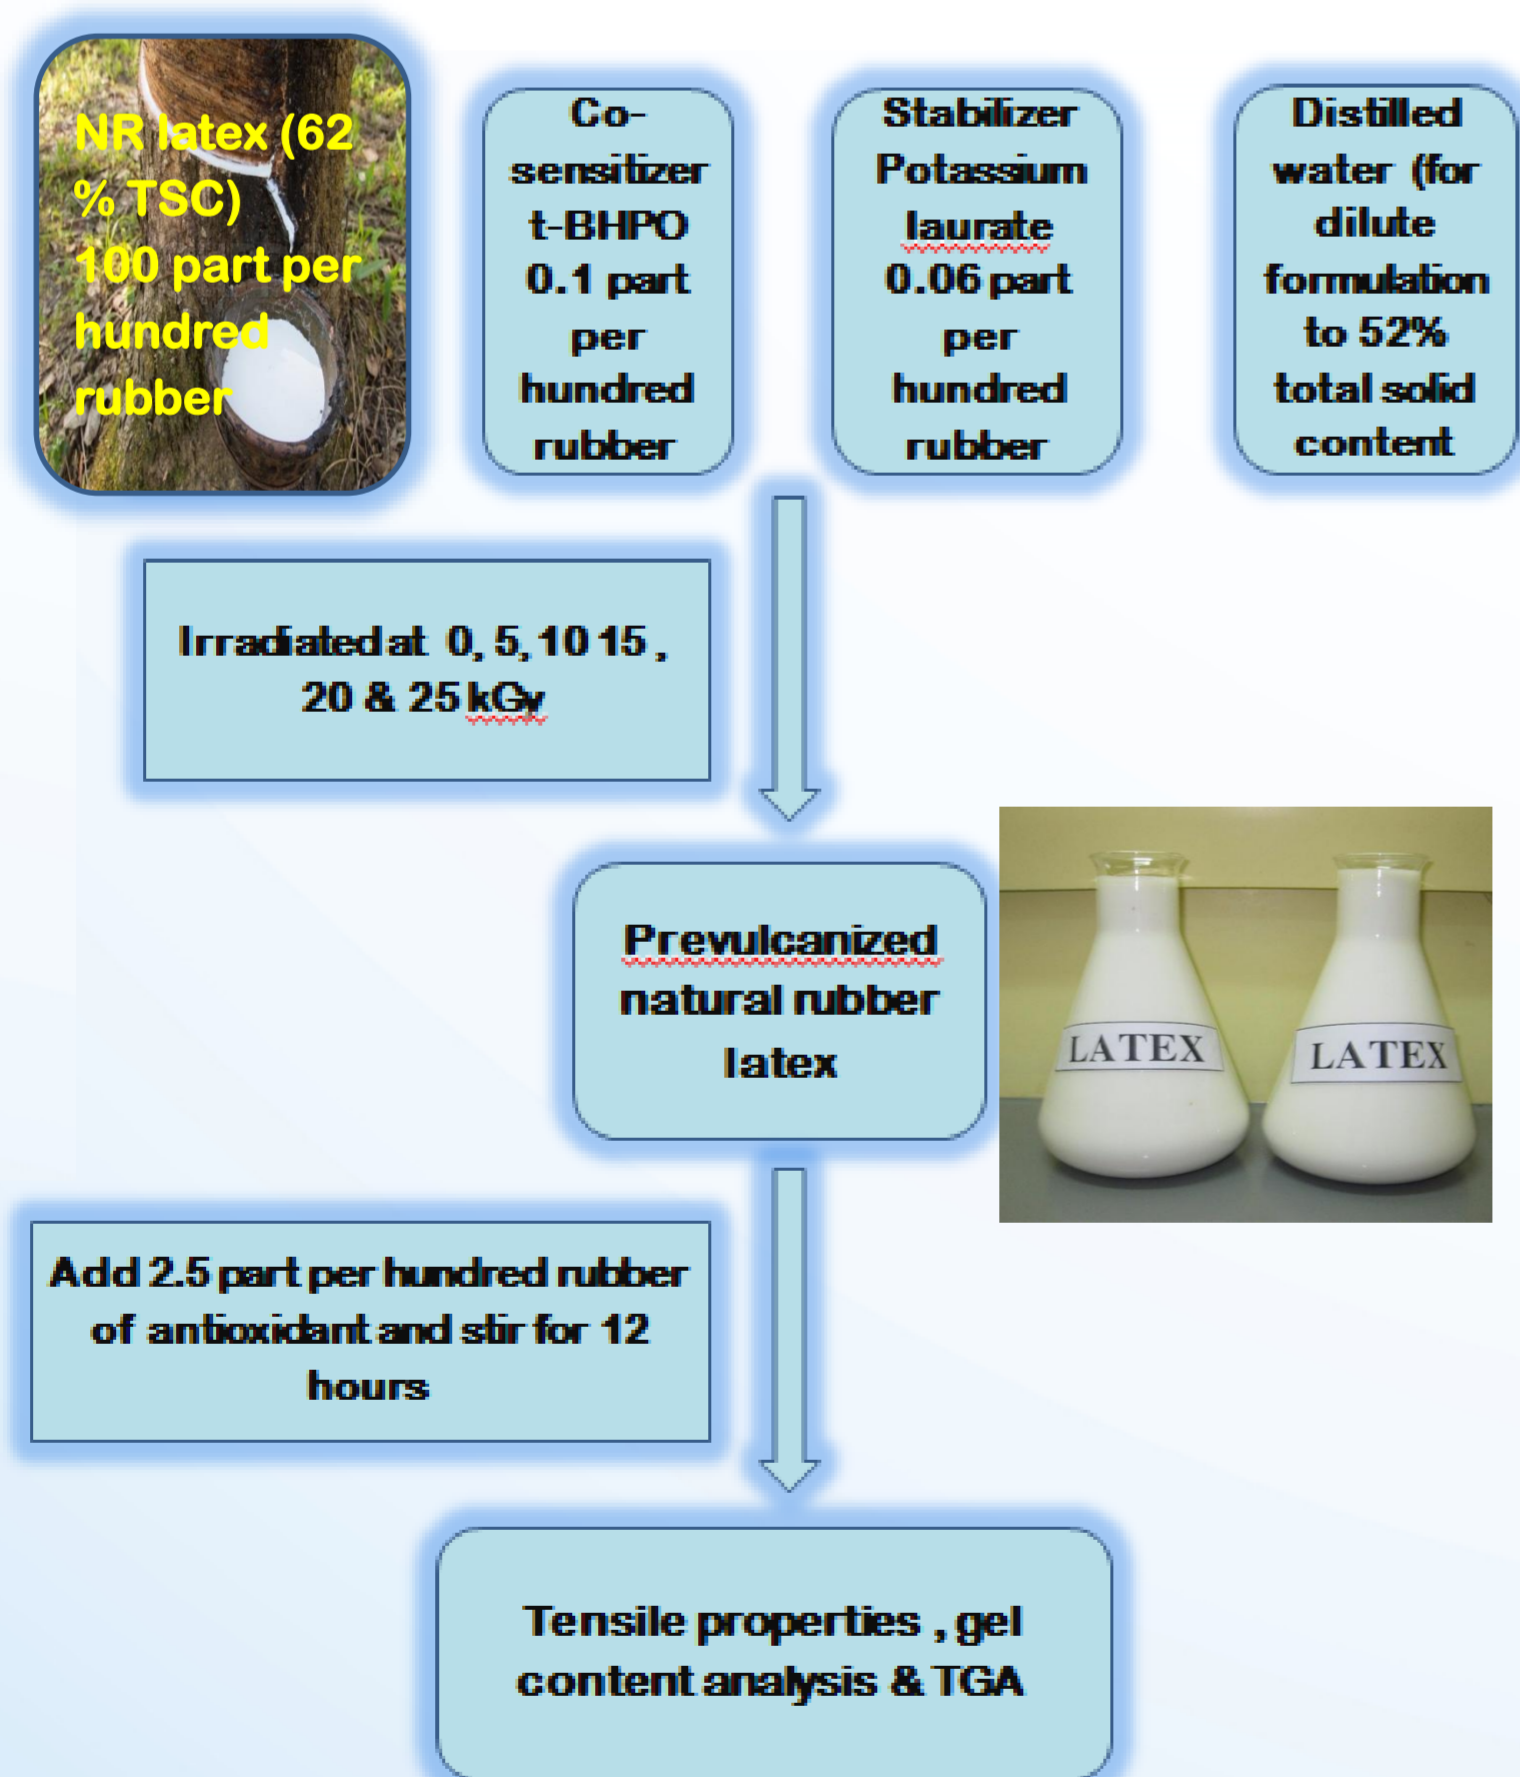 NR latex (62
% TSC)
100 part per
hundred
rubber
Co-
sensitizer
t-BHPO
0.1 part
per
hundred
rubber
Stabilizer
Potassium
laurate
0.06 part
per
hundred
rubber
Distilled
water (for
dilute
formulation
to 52%
total solid
content
Irradiated at 0, 5, 10 15 ,
20 & 25 kGy
Prevulcanized
natural rubber
latex
LATEX
LATEX
Add 2.5 part per hundred rubber
of antioxidant and stir for 12
hours
Tensile properties , gel
content analysis & TGA